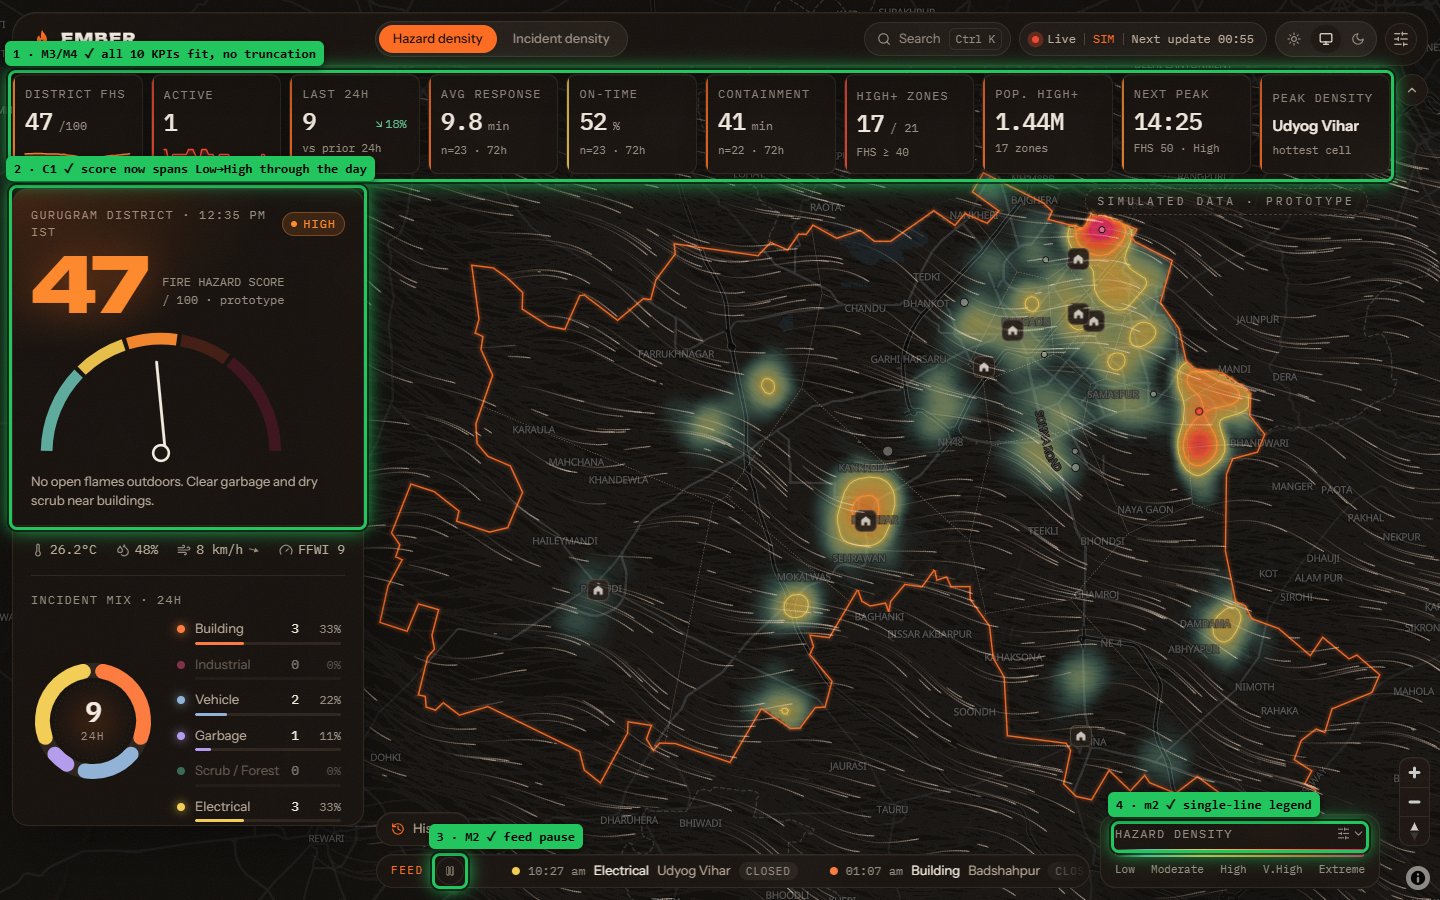 EMBER
Hazard density
Incident density
Search Ctrl K
Live | SIM | Next update 00:55
1 · M3/M4 ✓ all 10 KPIs fit, no truncation
DISTRICT FHS
47 /100
ACTIVE
1
LAST 24H
9 ↘18%
vs prior 24h
AVG RESPONSE
9.8 min
n=23 · 72h
ON-TIME
52 %
n=23 · 72h
CONTAINMENT
41 min
n=22 · 72h
HIGH+ ZONES
17 / 21
FHS ≥ 40
POP. HIGH+
1.44M
17 zones
NEXT PEAK
14:25
FHS 50 · High
PEAK DENSITY
Udyog Vihar
hottest cell
2 · C1 ✓ score now spans Low→High through the day
GURUGRAM DISTRICT · 12:35 PM
IST
HIGH
47
FIRE HAZARD SCORE
/ 100 · prototype
No open flames outdoors. Clear garbage and dry
scrub near buildings.
26.2°C 48% 8 km/h FFWI 9
INCIDENT MIX · 24H
9
24H
Building 3 33%
Industrial 0 0%
Vehicle 2 22%
Garbage 1 11%
Scrub / Forest 0 0%
Electrical 3 33%
SIMULATED DATA · PROTOTYPE
RAOTA
NANKHERI
BAJGHERA
TEDKI
CHANDU
DHANKOT
JAUNPUR
FARRUKHNAGAR
GARHI HARSARU
MANDI
DERA
SAMASPUR
KARAULA
NH48
BHANDWARI
MAHCHANA
KHANDEWLA
MANGER
PAOTA
NAYA GAON
PAKHAL
HAILEYMANDI
TEEKLI
BHONDSI
NEKPUR
SEHRAWAN
DHAUJI
MOKALWAS
KOT
ALAM PUR
GHAMROJ
SIROHI
BAGHANKI
BISSAR AKBARPUR
DAMDAMA
NE 4
ABHYAPUR
KAHAKSONA
NIMOTH
MAHOLA
SOONDH
RAHAKA
DOHKI
JAURASI
TAURU
DHARUHERA
BHIWADI
REWARI
3 · M2 ✓ feed pause
FEED
10:27 am Electrical Udyog Vihar CLOSED
01:07 am Building Badshahpur CLOS
4 · m2 ✓ single-line legend
HAZARD DENSITY
Low Moderate High V.High Extreme